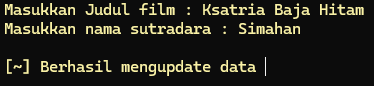 Masukkan Judul film : Ksatria Baja Hitam
Masukkan nama sutradara : Simahan
[~] Berhasil mengupdate data